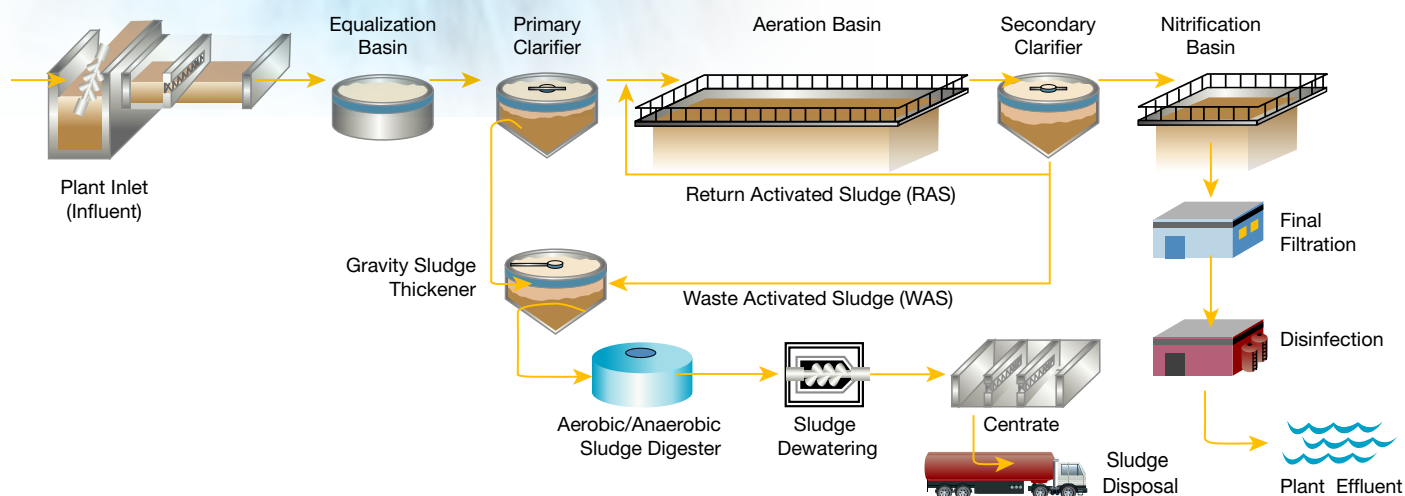 Equalization
Basin
Primary
Clarifier
Aeration Basin
Secondary
Clarifier
Nitrification
Basin
Plant Inlet
(Influent)
Return Activated Sludge (RAS)
Final
Filtration
Gravity Sludge
Thickener
Waste Activated Sludge (WAS)
Disinfection
Aerobic/Anaerobic
Sludge Digester
Sludge
Dewatering
Centrate
Sludge
Disposal
Plant Effluent